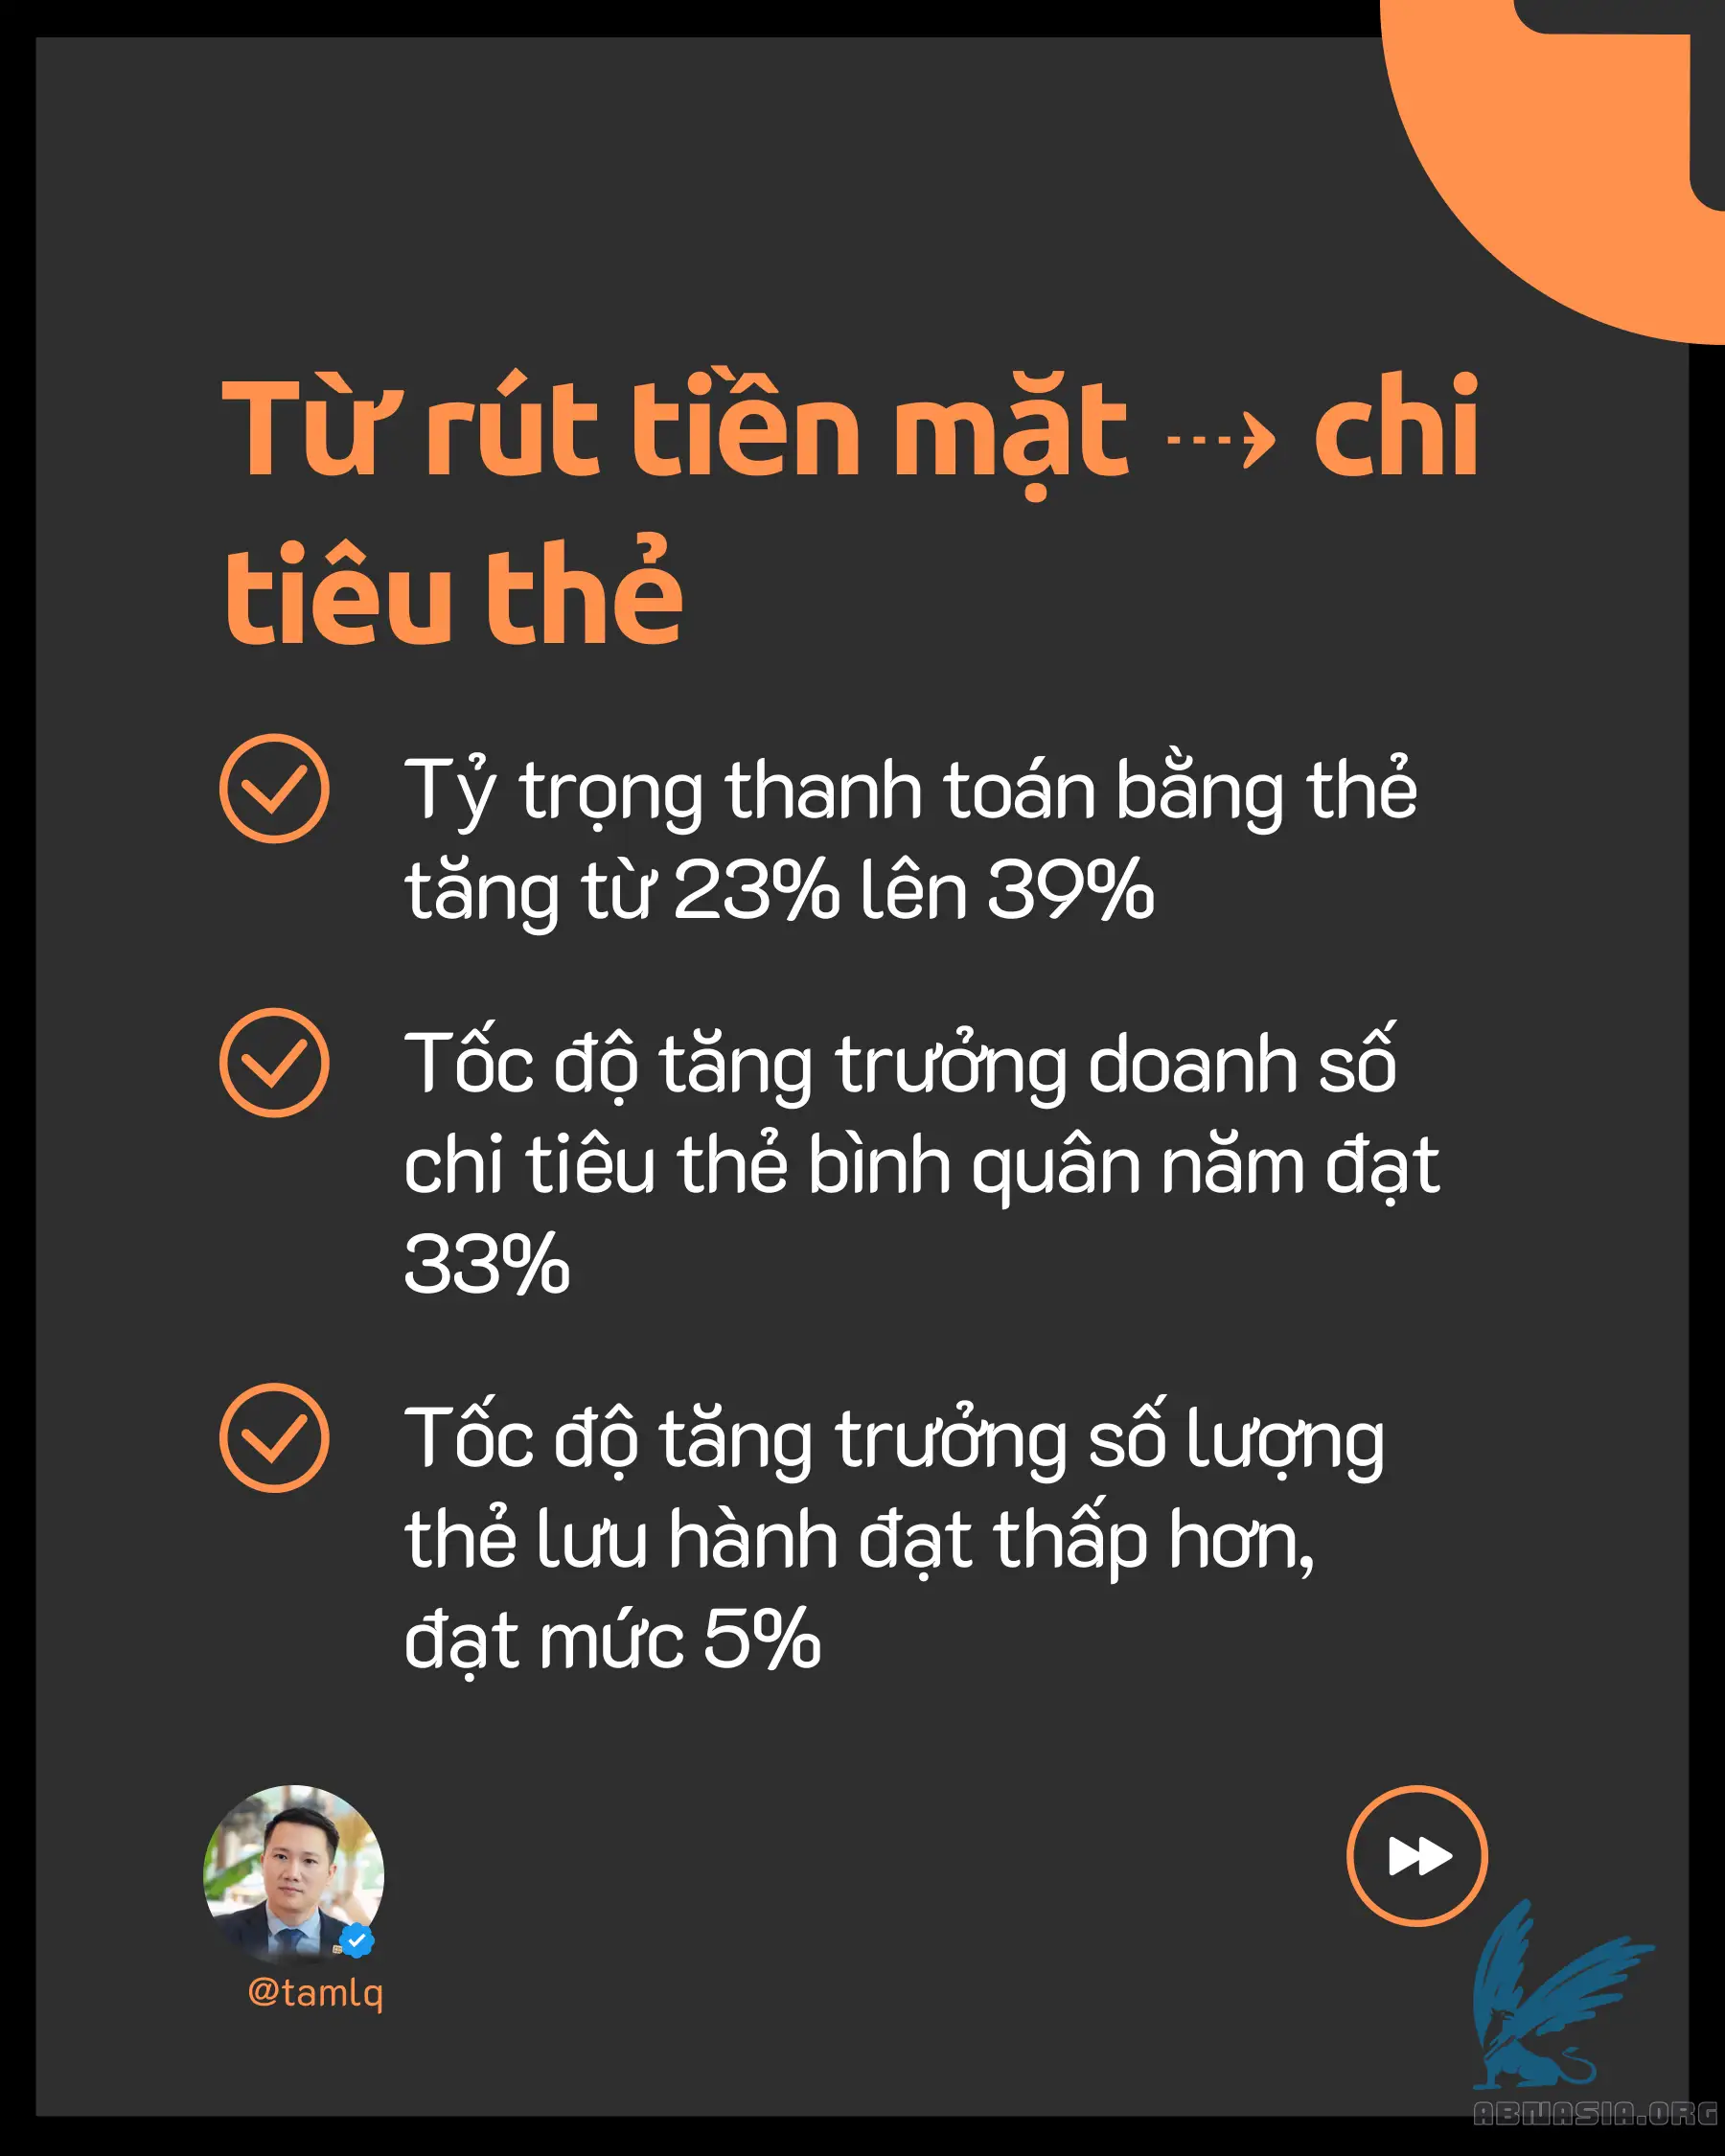 Từ rút tiền mặt ⇢ chi
tiêu thẻ
Tỷ trọng thanh toán bằng thẻ
tăng từ 23% lên 39%
Tốc độ tăng trưởng doanh số
chi tiêu thẻ bình quân năm đạt
33%
Tốc độ tăng trưởng số lượng
thẻ lưu hành đạt thấp hơn,
đạt mức 5%
@tamlq
ABNASIA.ORG